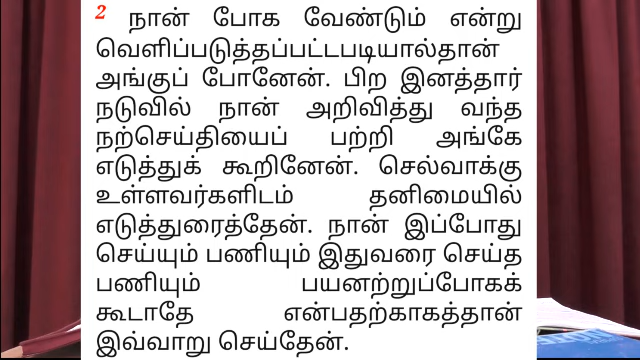 2 நான் போக வேண்டும் என்று
வெளிப்படுத்தப்பட்டபடியால்தான்
அங்குப் போனேன். பிற இனத்தார்
நடுவில் நான் அறிவித்து வந்த
நற்செய்தியைப் பற்றி அங்கே
எடுத்துக் கூறினேன். செல்வாக்கு
உள்ளவர்களிடம் தனிமையில்
எடுத்துரைத்தேன். நான் இப்போது
செய்யும் பணியும் இதுவரை செய்த
பணியும் பயனற்றுப்போகக்
கூடாதே என்பதற்காகத்தான்
இவ்வாறு செய்தேன்.